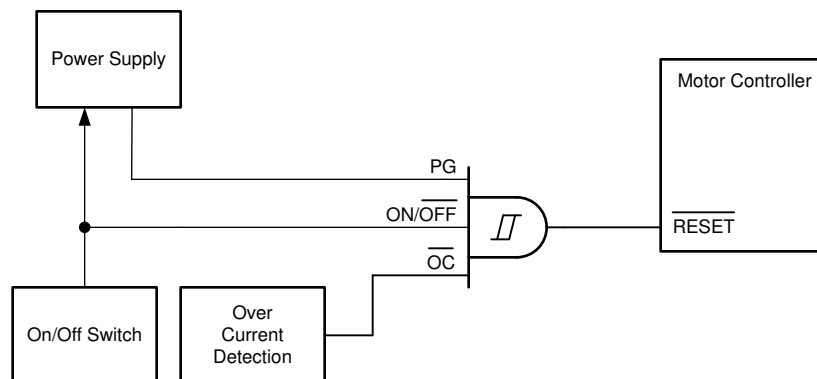 Power Supply
Motor Controller
PG
ON/OFF
RESET
OC
On/Off Switch
Over
Current
Detection